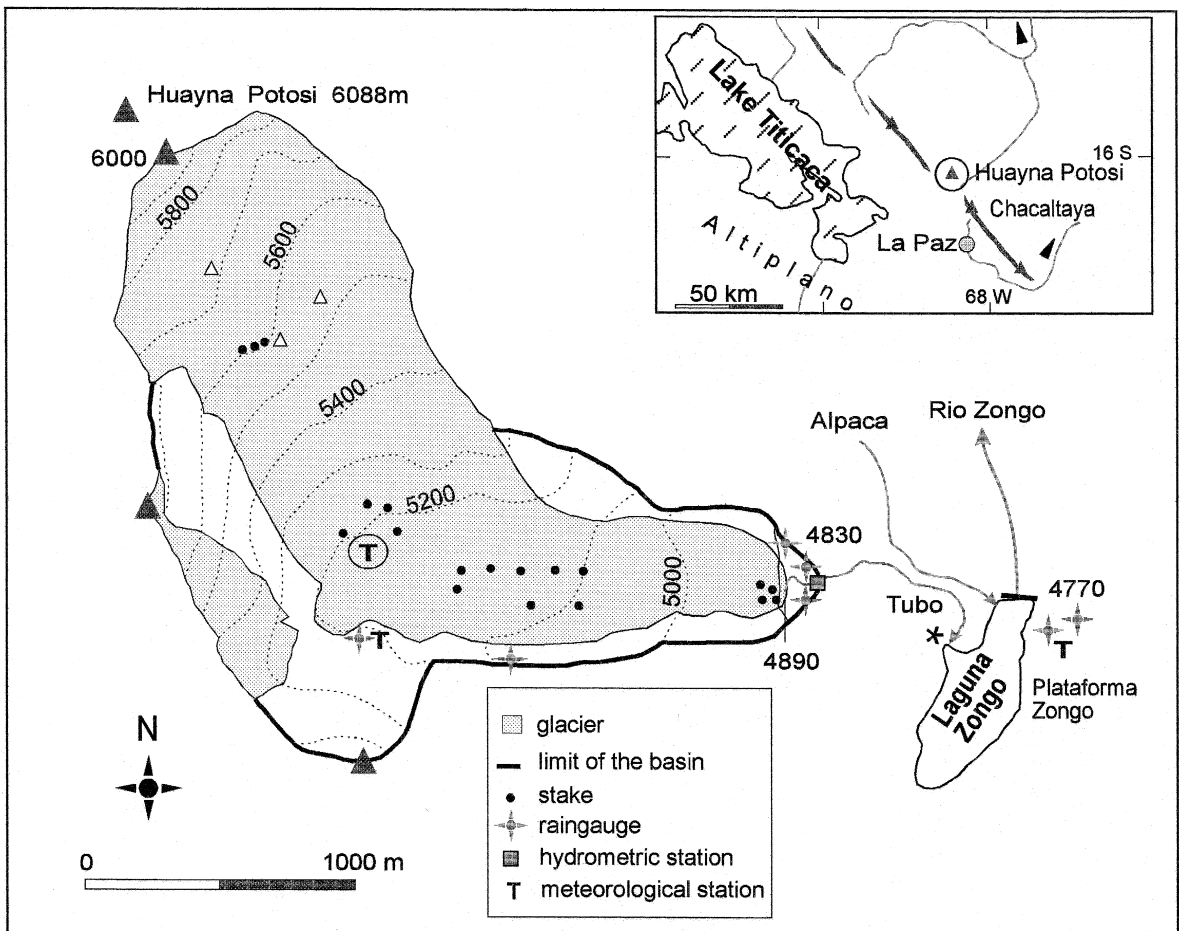 Huayna Potosi 6088m
6000
5800
5600
5400
5200
T
5000
T
4830
4890
Alpaca
Rio Zongo
Tubo
*
4770
T
Laguna
Zongo
Plataforma
Zongo
Lake Titicaca
Altiplano
16 S
Huayna Potosi
Chacaltaya
La Paz
68 W
50 km
N
0 1000 m
glacier
limit of the basin
stake
raingauge
hydrometric station
T meteorological station